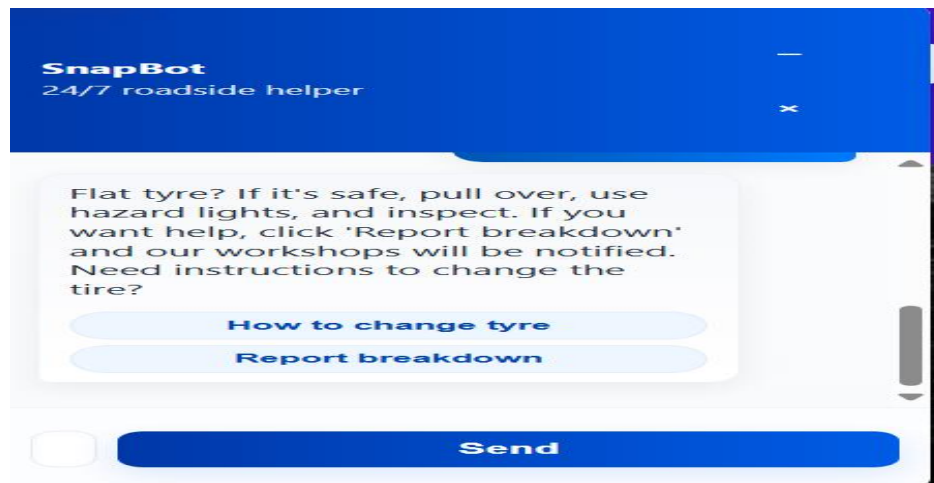 SnapBot
24/7 roadside helper
—
×
Flat tyre? If it's safe, pull over, use
hazard lights, and inspect. If you
want help, click 'Report breakdown'
and our workshops will be notified.
Need instructions to change the
tire?
How to change tyre
Report breakdown
Send